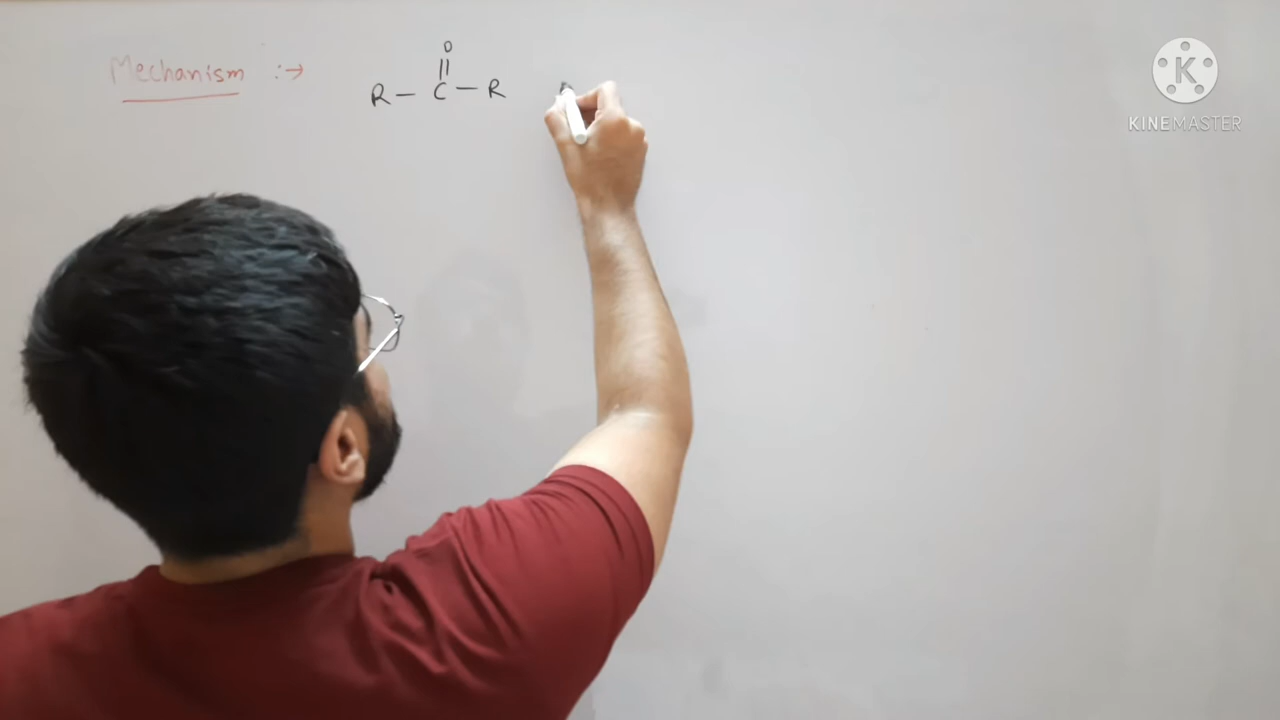 Mechanism :→
O
||
R – C – R
K
KINEMASTER